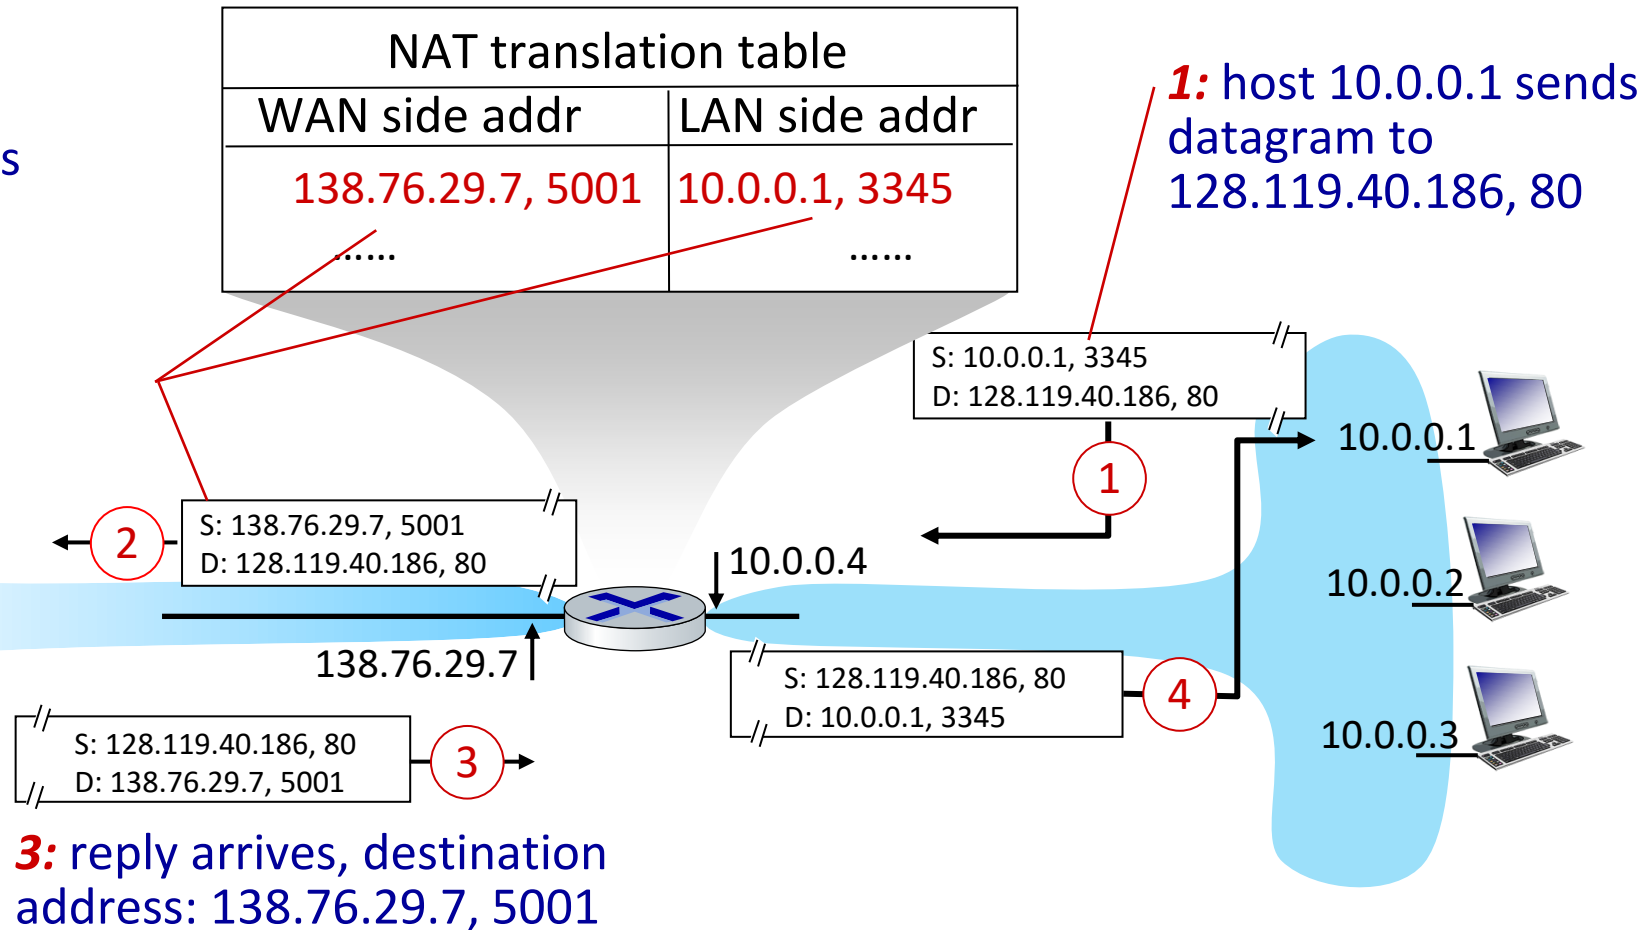 NAT translation table
WAN side addr
LAN side addr
138.76.29.7, 5001
10.0.0.1, 3345
......
......
s
1: host 10.0.0.1 sends
datagram to
128.119.40.186, 80
S: 10.0.0.1, 3345
D: 128.119.40.186, 80
1
10.0.0.1
2
S: 138.76.29.7, 5001
D: 128.119.40.186, 80
10.0.0.4
10.0.0.2
138.76.29.7
S: 128.119.40.186, 80
D: 10.0.0.1, 3345
4
10.0.0.3
S: 128.119.40.186, 80
D: 138.76.29.7, 5001
3
3: reply arrives, destination
address: 138.76.29.7, 5001